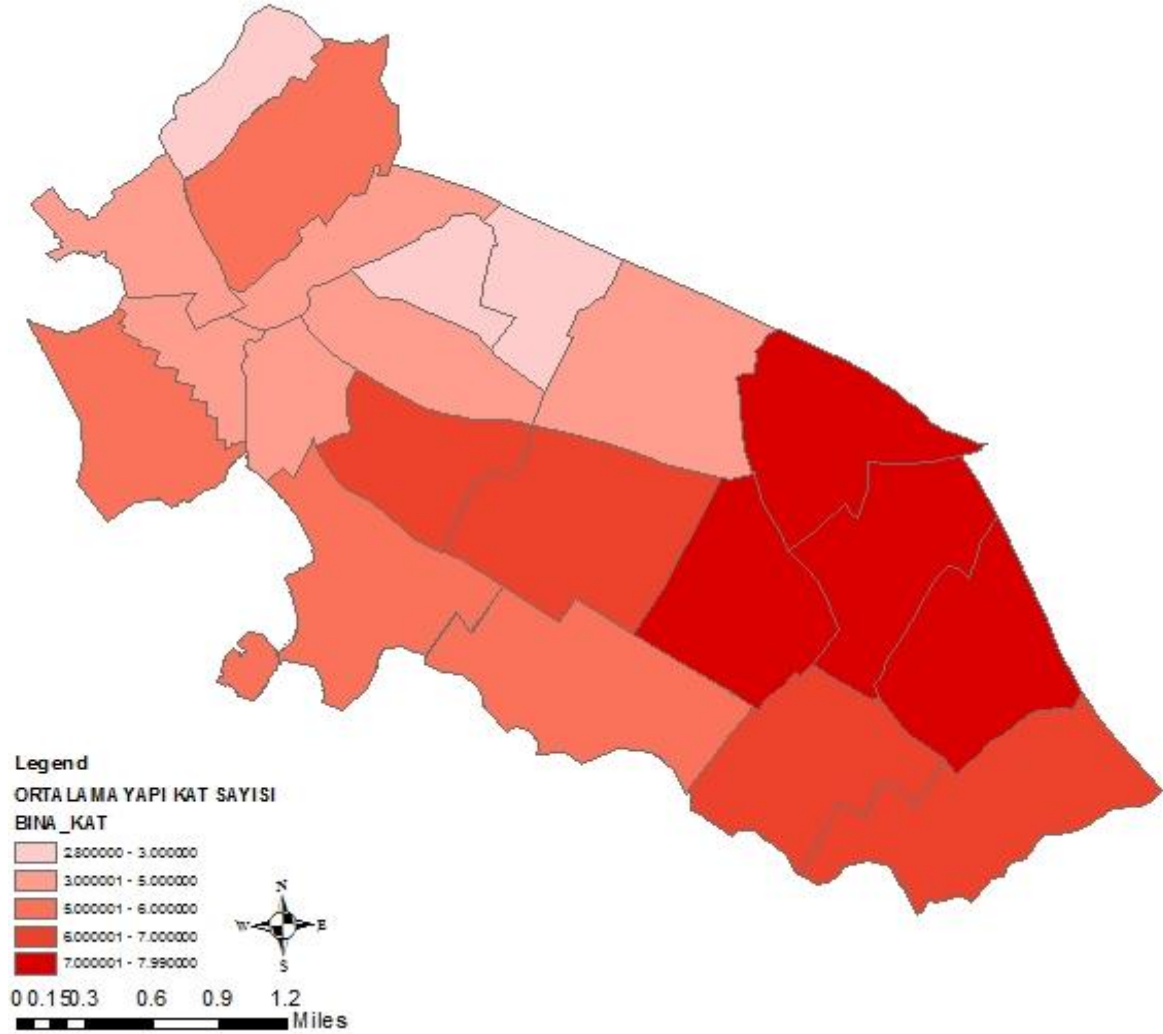 Legend
ORTALAMA YAPI KAT SAYISI
BINA_KAT
2.800000 - 3.000000
3.000001 - 5.000000
5.000001 - 6.000000
6.000001 - 7.000000
7.000001 - 7.990000
N
W E
S
0 0.15 0.3 0.6 0.9 1.2
Miles